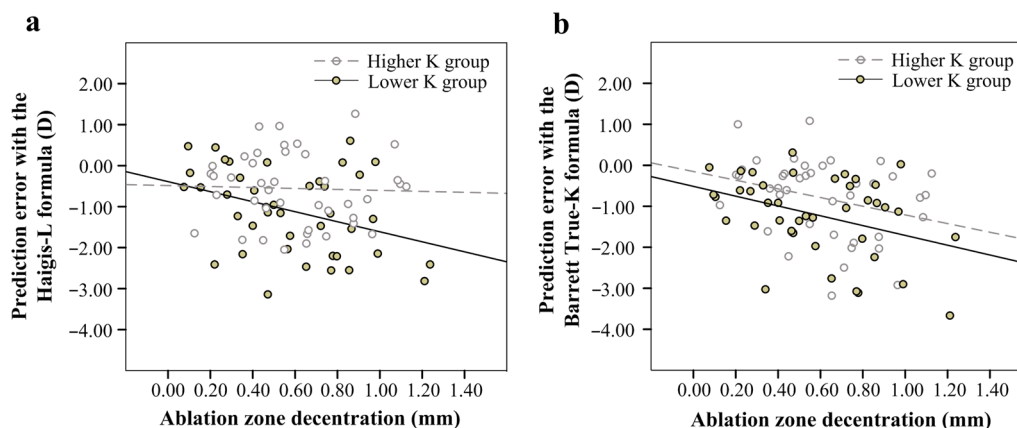 a
Higher K group
Lower K group
Prediction error with the
Haigis-L formula (D)
2.00
1.00
0.00
−1.00
−2.00
−3.00
−4.00
0.00 0.20 0.40 0.60 0.80 1.00 1.20 1.40
Ablation zone decentration (mm)
b
Higher K group
Lower K group
Prediction error with the
Barrett True-K formula (D)
2.00
1.00
0.00
−1.00
−2.00
−3.00
−4.00
0.00 0.20 0.40 0.60 0.80 1.00 1.20 1.40
Ablation zone decentration (mm)